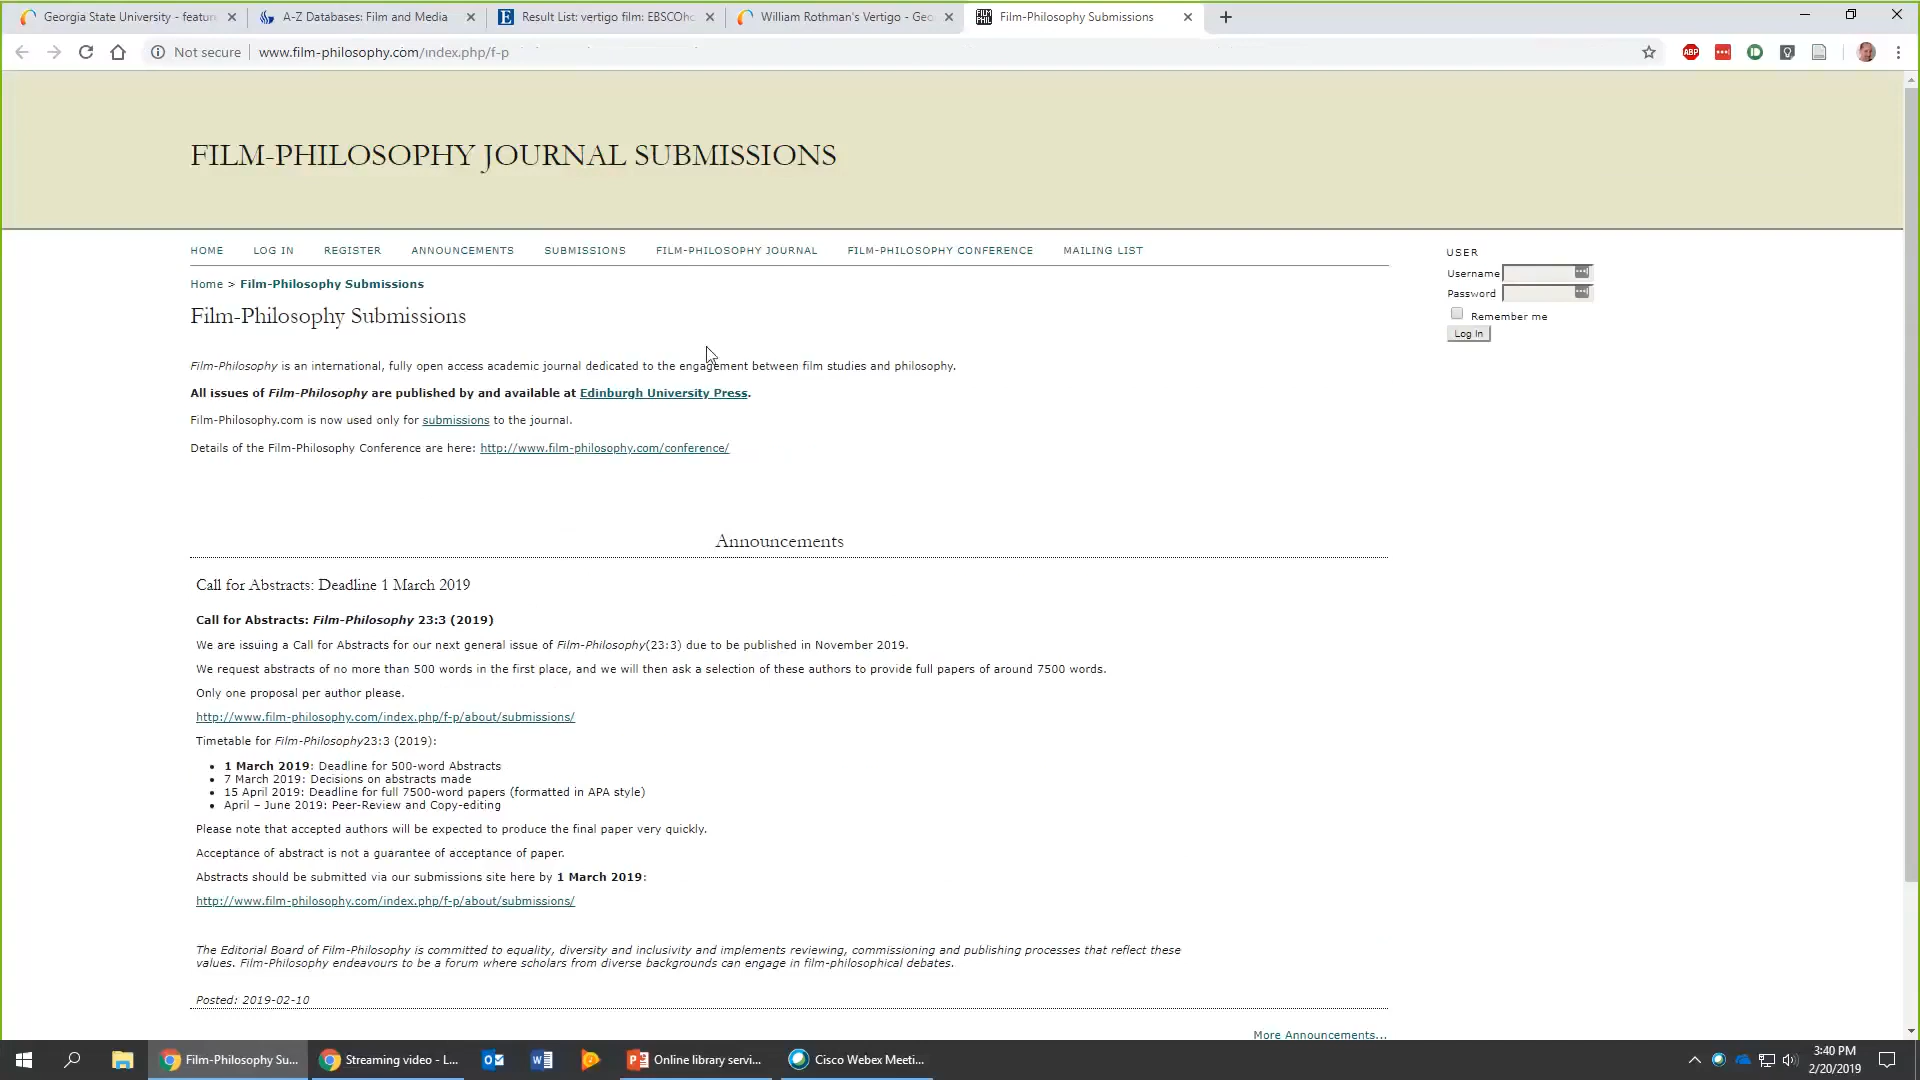 Georgia State University - featur
A-Z Databases: Film and Media
Result List: vertigo film: EBSCOho
William Rothman's Vertigo - Geo
Film-Philosophy Submissions
Not secure
www.film-philosophy.com/index.php/f-p
ABP
FILM-PHILOSOPHY JOURNAL SUBMISSIONS
HOME LOG IN REGISTER ANNOUNCEMENTS SUBMISSIONS FILM-PHILOSOPHY JOURNAL FILM-PHILOSOPHY CONFERENCE MAILING LIST
Home > Film-Philosophy Submissions
Film-Philosophy Submissions
Film-Philosophy is an international, fully open access academic journal dedicated to the engagement between film studies and philosophy.
All issues of Film-Philosophy are published by and available at Edinburgh University Press.
Film-Philosophy.com is now used only for submissions to the journal.
Details of the Film-Philosophy Conference are here: http://www.film-philosophy.com/conference/
USER
Username
Password
Remember me
Log In
Announcements
Call for Abstracts: Deadline 1 March 2019
Call for Abstracts: Film-Philosophy 23:3 (2019)
We are issuing a Call for Abstracts for our next general issue of Film-Philosophy(23:3) due to be published in November 2019.
We request abstracts of no more than 500 words in the first place, and we will then ask a selection of these authors to provide full papers of around 7500 words.
Only one proposal per author please.
http://www.film-philosophy.com/index.php/f-p/about/submissions/
Timetable for Film-Philosophy23:3 (2019):
• 1 March 2019: Deadline for 500-word Abstracts
• 7 March 2019: Decisions on abstracts made
• 15 April 2019: Deadline for full 7500-word papers (formatted in APA style)
• April – June 2019: Peer-Review and Copy-editing
Please note that accepted authors will be expected to produce the final paper very quickly.
Acceptance of abstract is not a guarantee of acceptance of paper.
Abstracts should be submitted via our submissions site here by 1 March 2019:
http://www.film-philosophy.com/index.php/f-p/about/submissions/
The Editorial Board of Film-Philosophy is committed to equality, diversity and inclusivity and implements reviewing, commissioning and publishing processes that reflect these
values. Film-Philosophy endeavours to be a forum where scholars from diverse backgrounds can engage in film-philosophical debates.
Posted: 2019-02-10
More Announcements...
Film-Philosophy Su...
Streaming video - L...
Online library servi...
Cisco Webex Meeti...
3:40 PM
2/20/2019